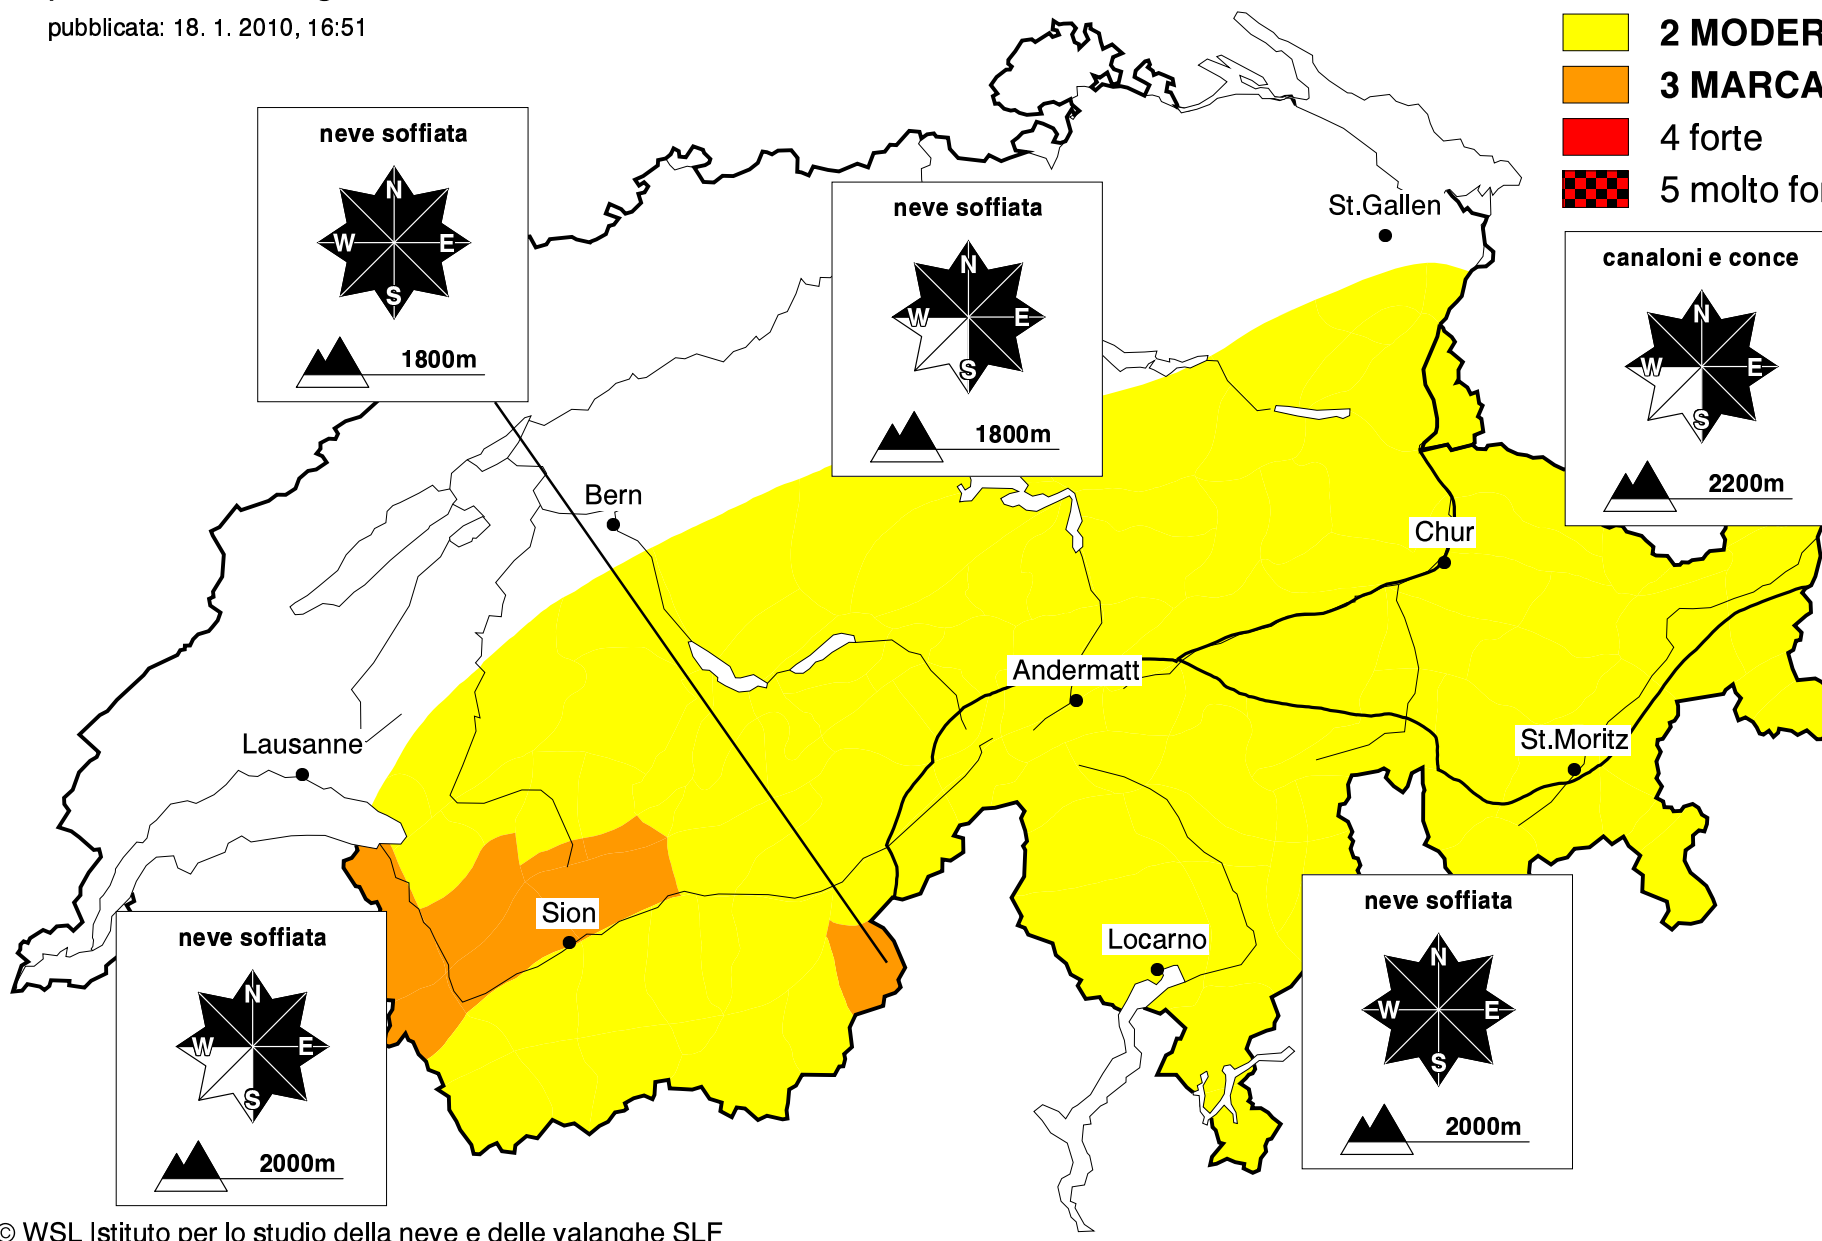 pubblicata: 18. 1. 2010, 16:51
2 MODER
3 MARCA
4 forte
5 molto for
neve soffiata
N
W E
S
1800m
neve soffiata
N
W E
S
1800m
St.Gallen
canaloni e conce
N
W E
S
2200m
Bern
Chur
Andermatt
Lausanne
St.Moritz
Sion
Locarno
neve soffiata
N
W E
S
2000m
neve soffiata
N
W E
S
2000m
© WSL Istituto per lo studio della neve e delle valanghe SLF